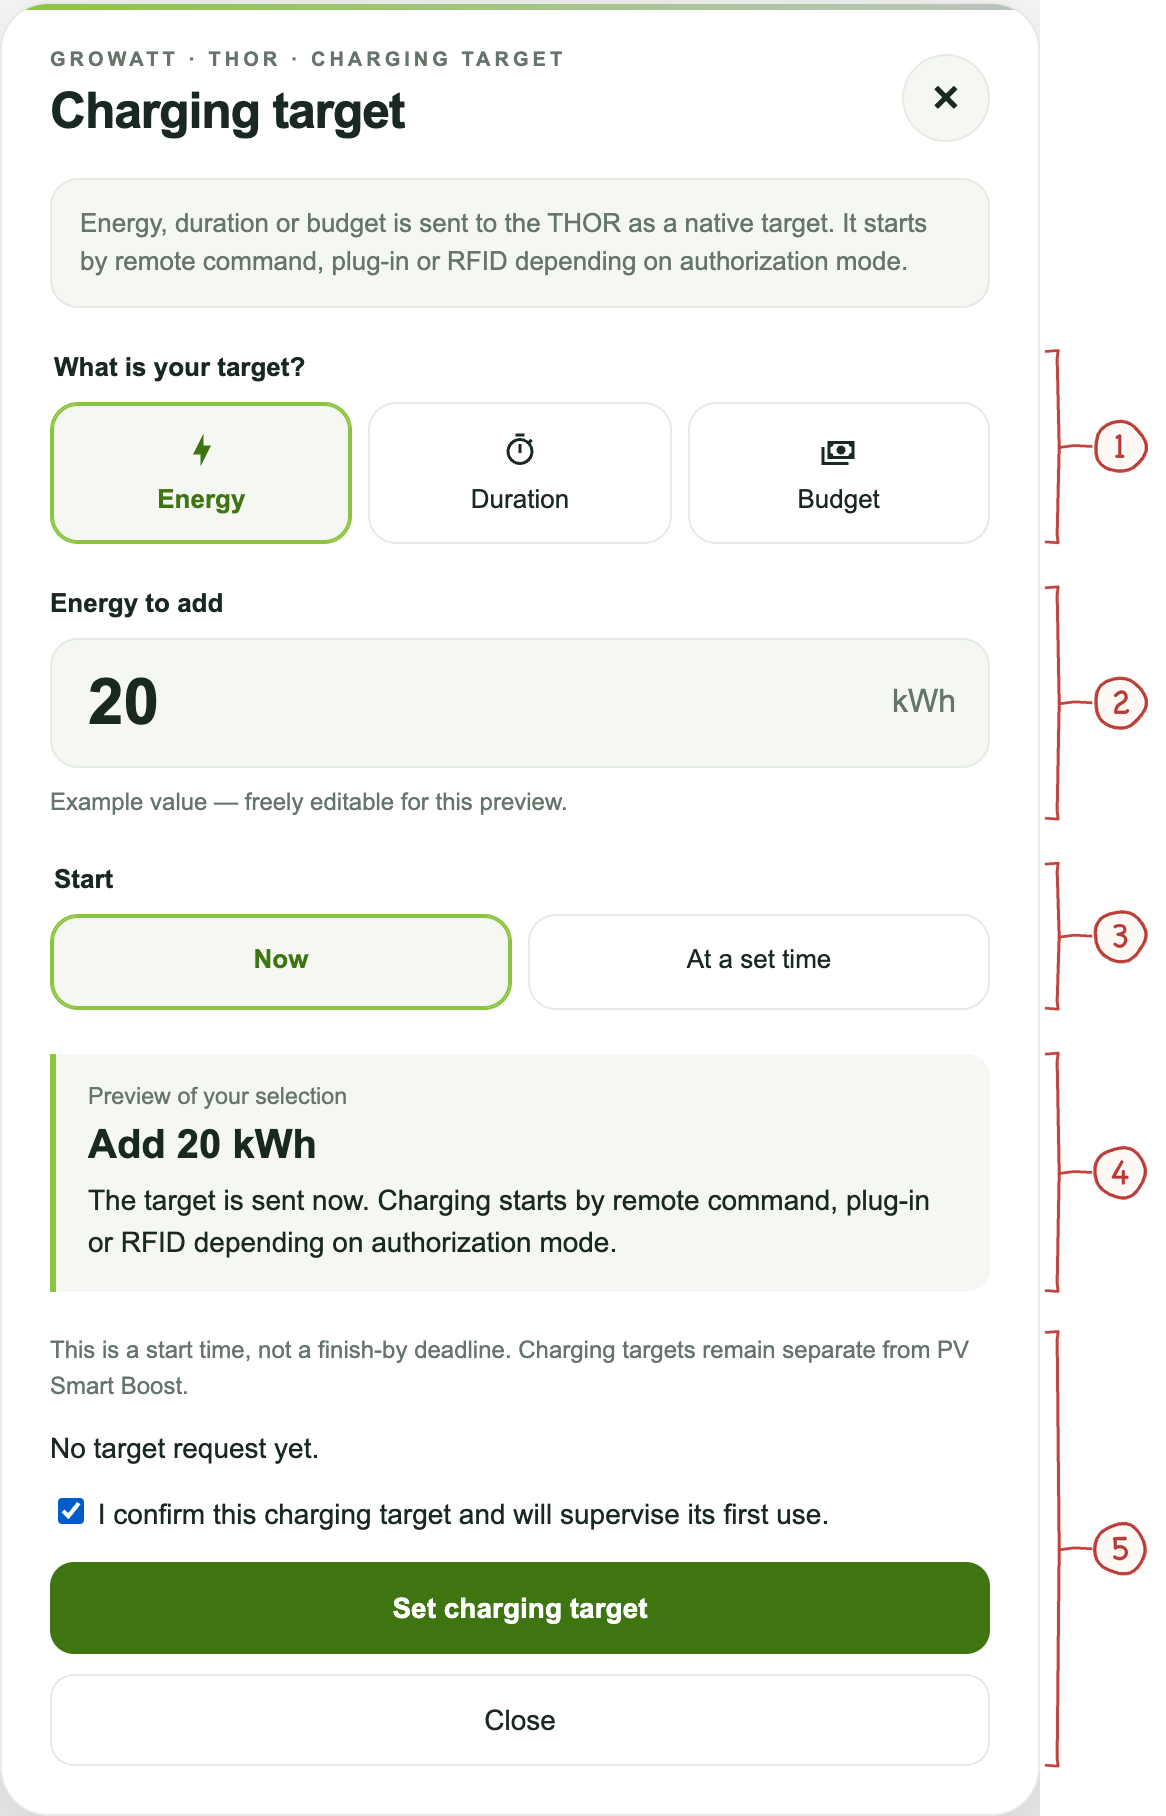 GROWATT · THOR · CHARGING TARGET
Charging target
Energy, duration or budget is sent to the THOR as a native target. It starts
by remote command, plug-in or RFID depending on authorization mode.
What is your target?
Energy
Duration
Budget
1
Energy to add
20
kWh
2
Example value — freely editable for this preview.
Start
Now
At a set time
3
Preview of your selection
Add 20 kWh
The target is sent now. Charging starts by remote command, plug-in
or RFID depending on authorization mode.
4
This is a start time, not a finish-by deadline. Charging targets remain separate from PV
Smart Boost.
No target request yet.
I confirm this charging target and will supervise its first use.
5
Set charging target
Close